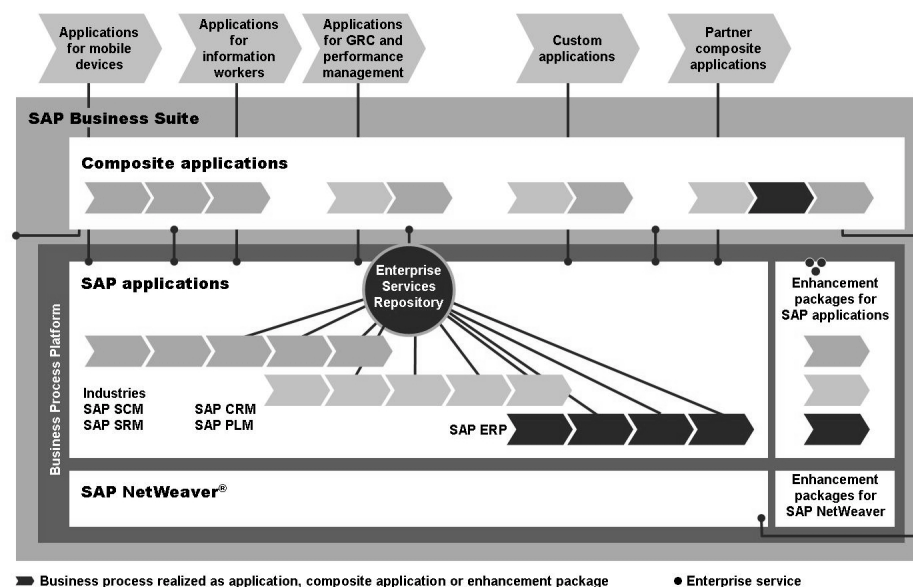 Applications
for mobile
devices
Applications
for
information
workers
Applications
for GRC and
performance
management
Custom
applications
Partner
composite
applications
SAP Business Suite
Composite applications
Business Process Platform
SAP applications
Enterprise
Services
Repository
Enhancement
packages for
SAP applications
Industries
SAP SCM
SAP SRM
SAP CRM
SAP PLM
SAP ERP
SAP NetWeaver®
Enhancement
packages for
SAP NetWeaver
Business process realized as application, composite application or enhancement package
Enterprise service